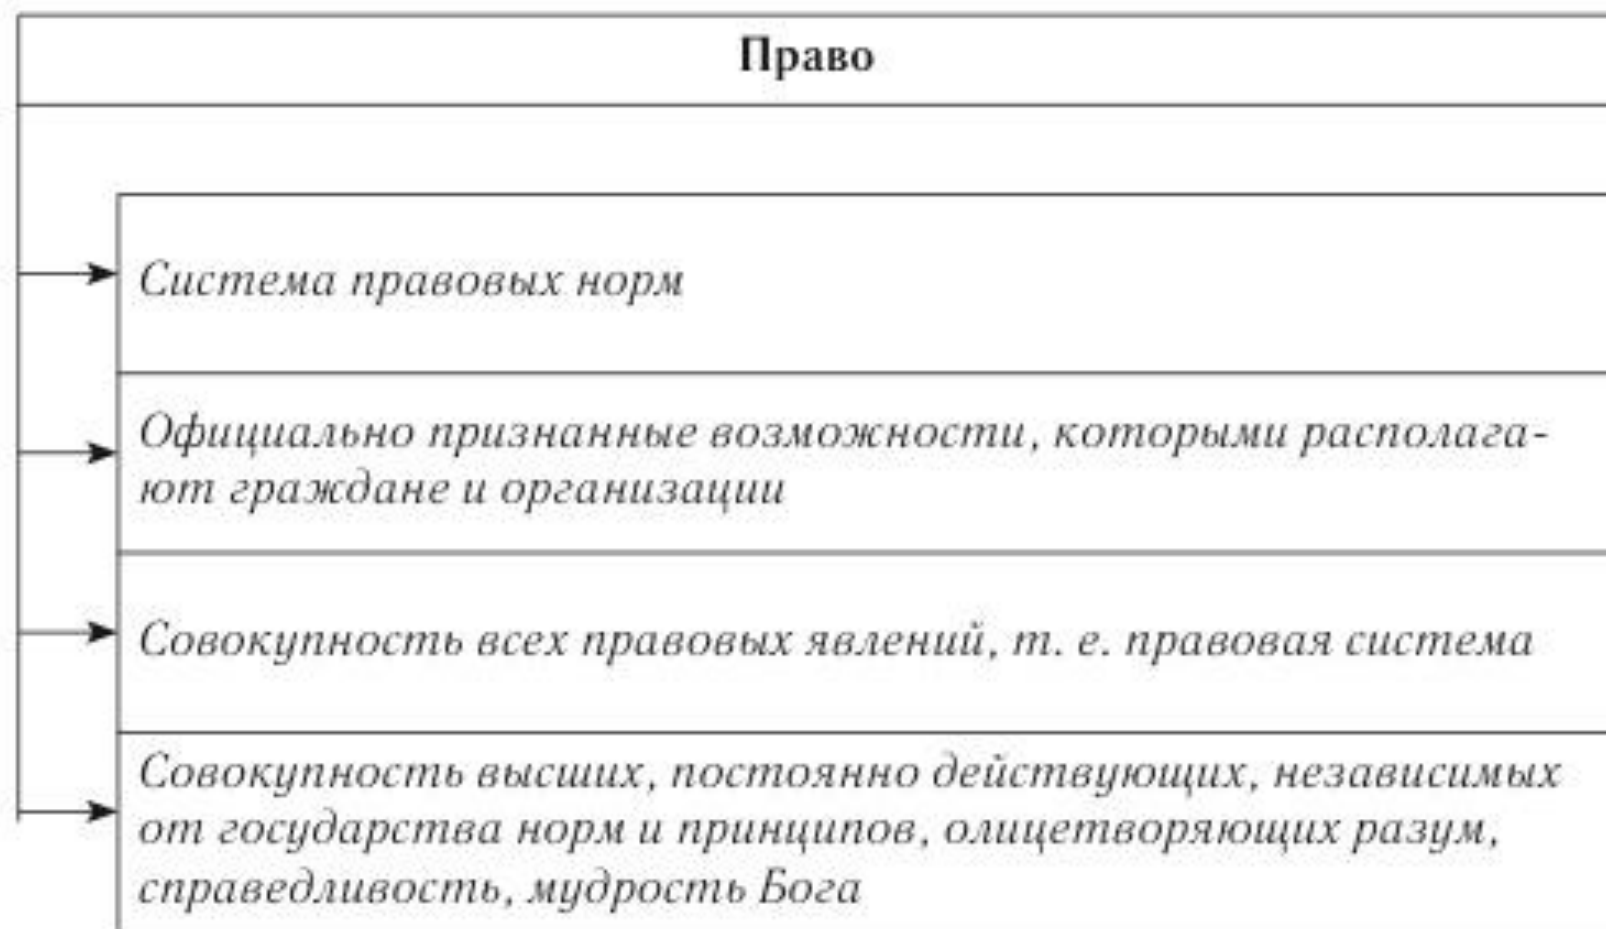 Право
Система правовых норм
Официально признанные возможности, которыми располага-
ют граждане и организации
Совокупность всех правовых явлений, т. е. правовая система
Совокупность высших, постоянно действующих, независимых
от государства норм и принципов, олицетворяющих разум,
справедливость, мудрость Бога